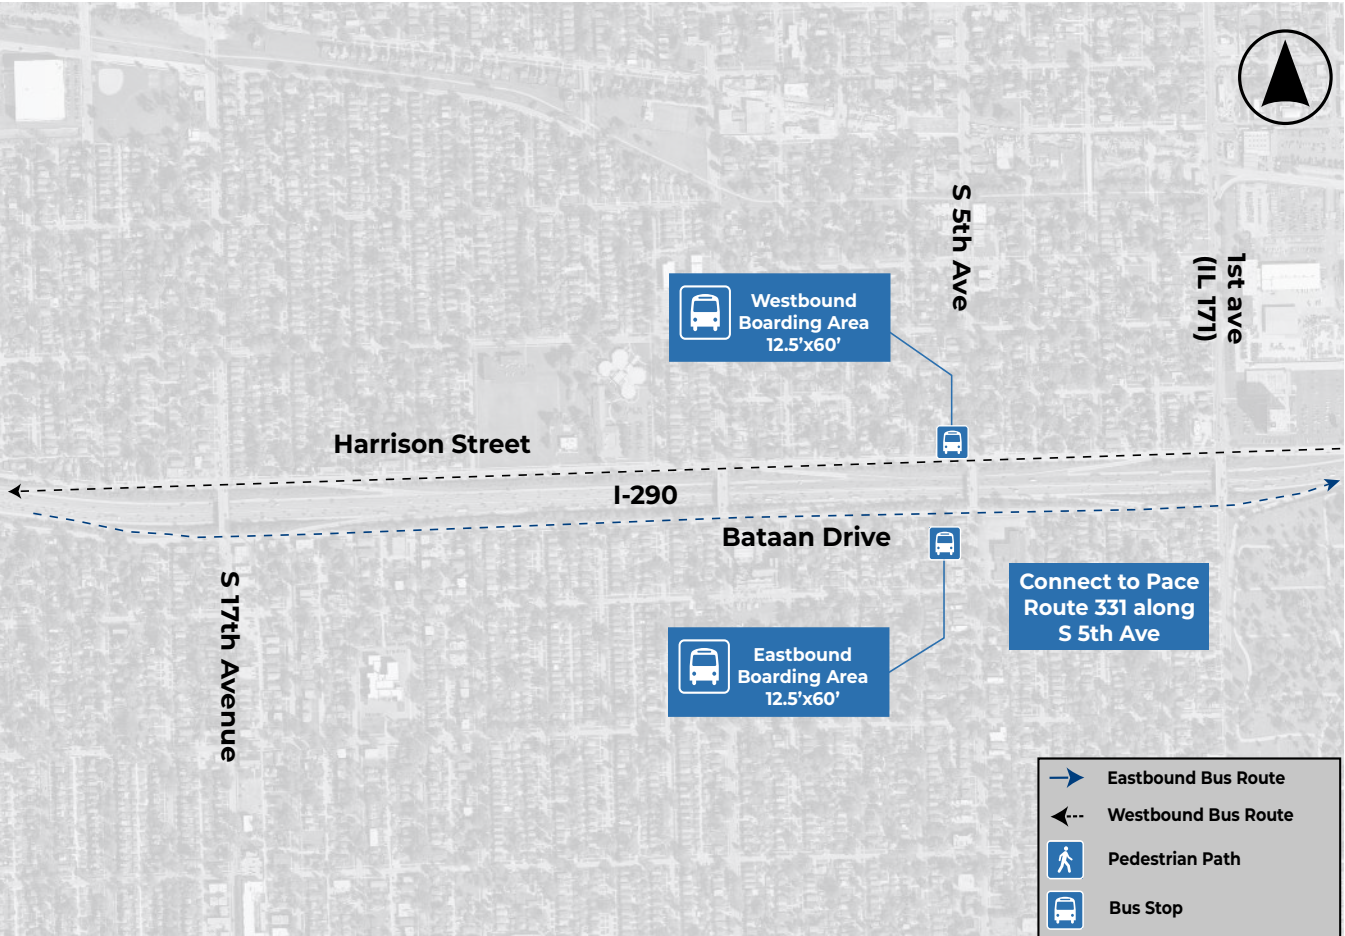 S 5th Ave
1st ave
(IL 171)
Westbound
Boarding Area
12.5’x60’
Harrison Street
I-290
Bataan Drive
S 17th Avenue
Connect to Pace
Route 331 along
S 5th Ave
Eastbound
Boarding Area
12.5’x60’
Eastbound Bus Route
Westbound Bus Route
Pedestrian Path
Bus Stop